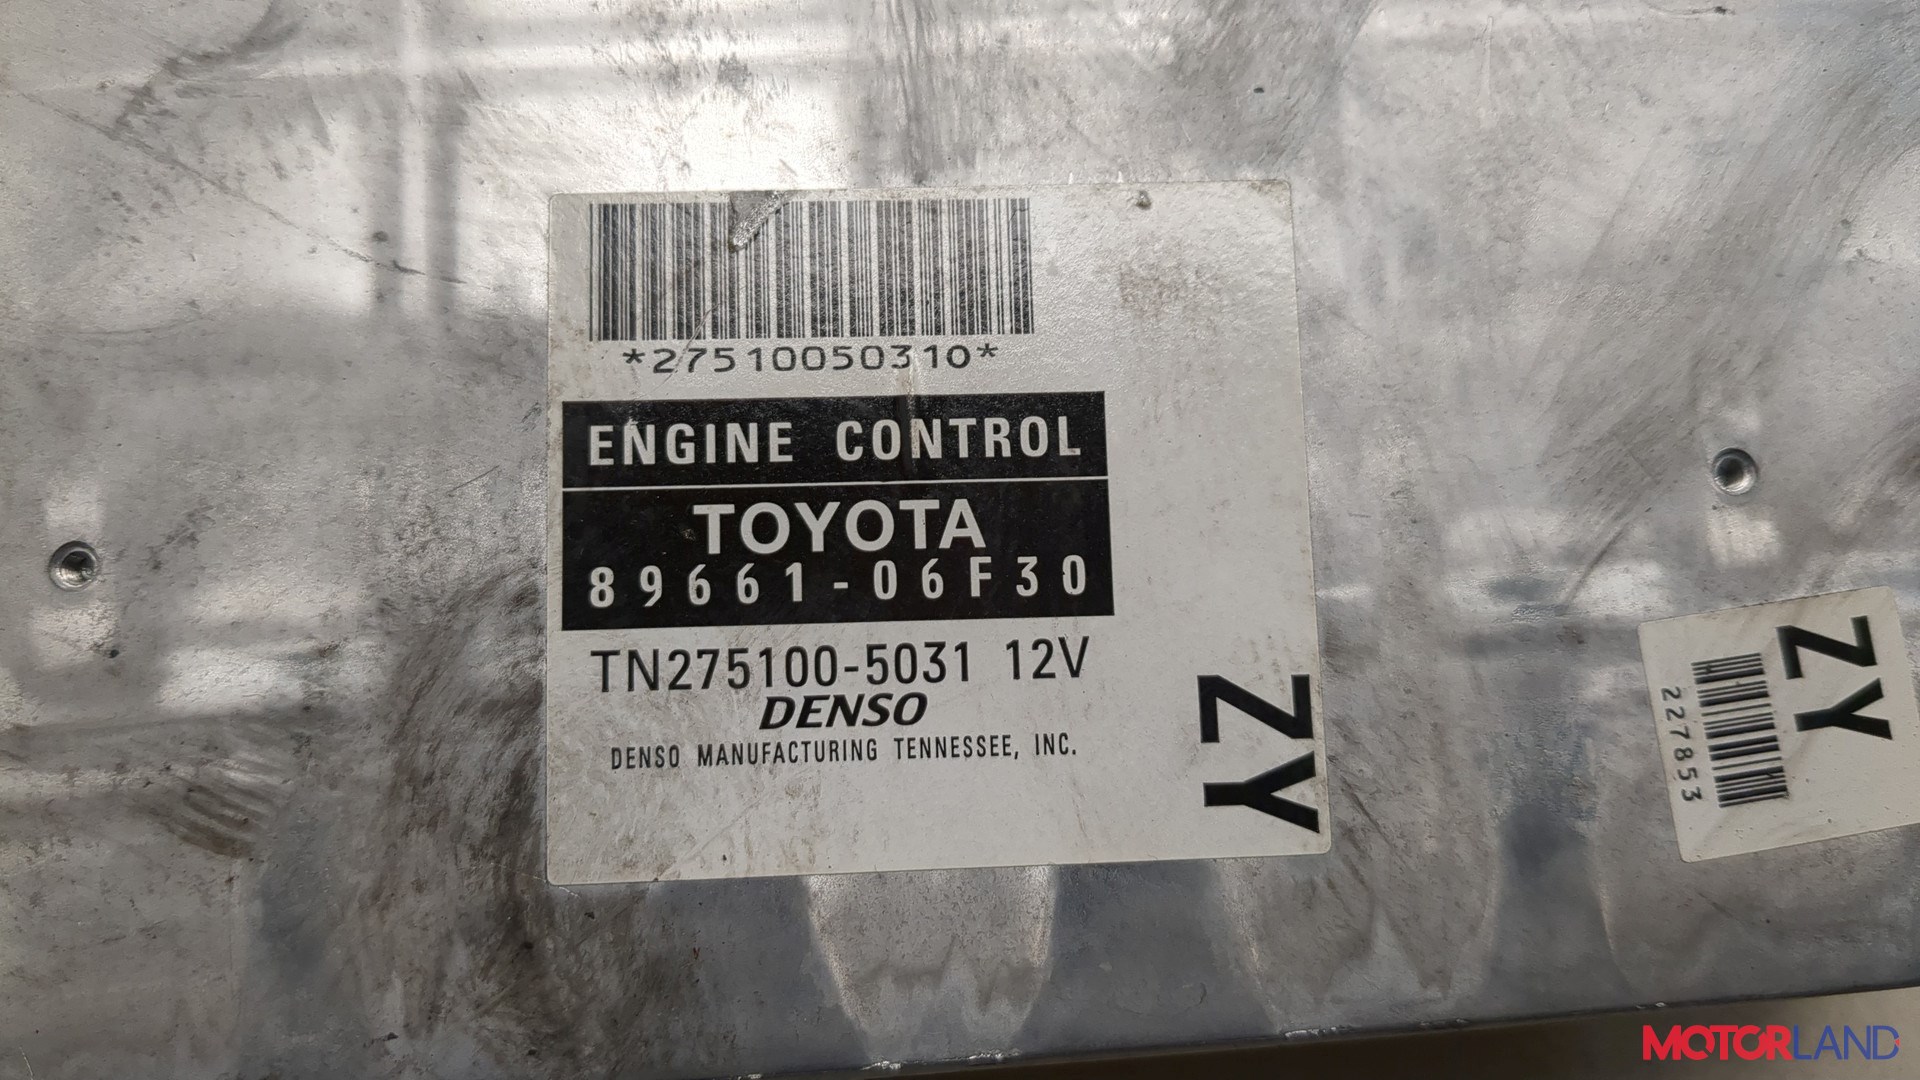 *27510050310*
ENGINE CONTROL
TOYOTA
89661-06F30
TN275100-5031 12V
DENSO
DENSO MANUFACTURING TENNESSEE, INC.
ZY
ZY
227853
MOTORLAND